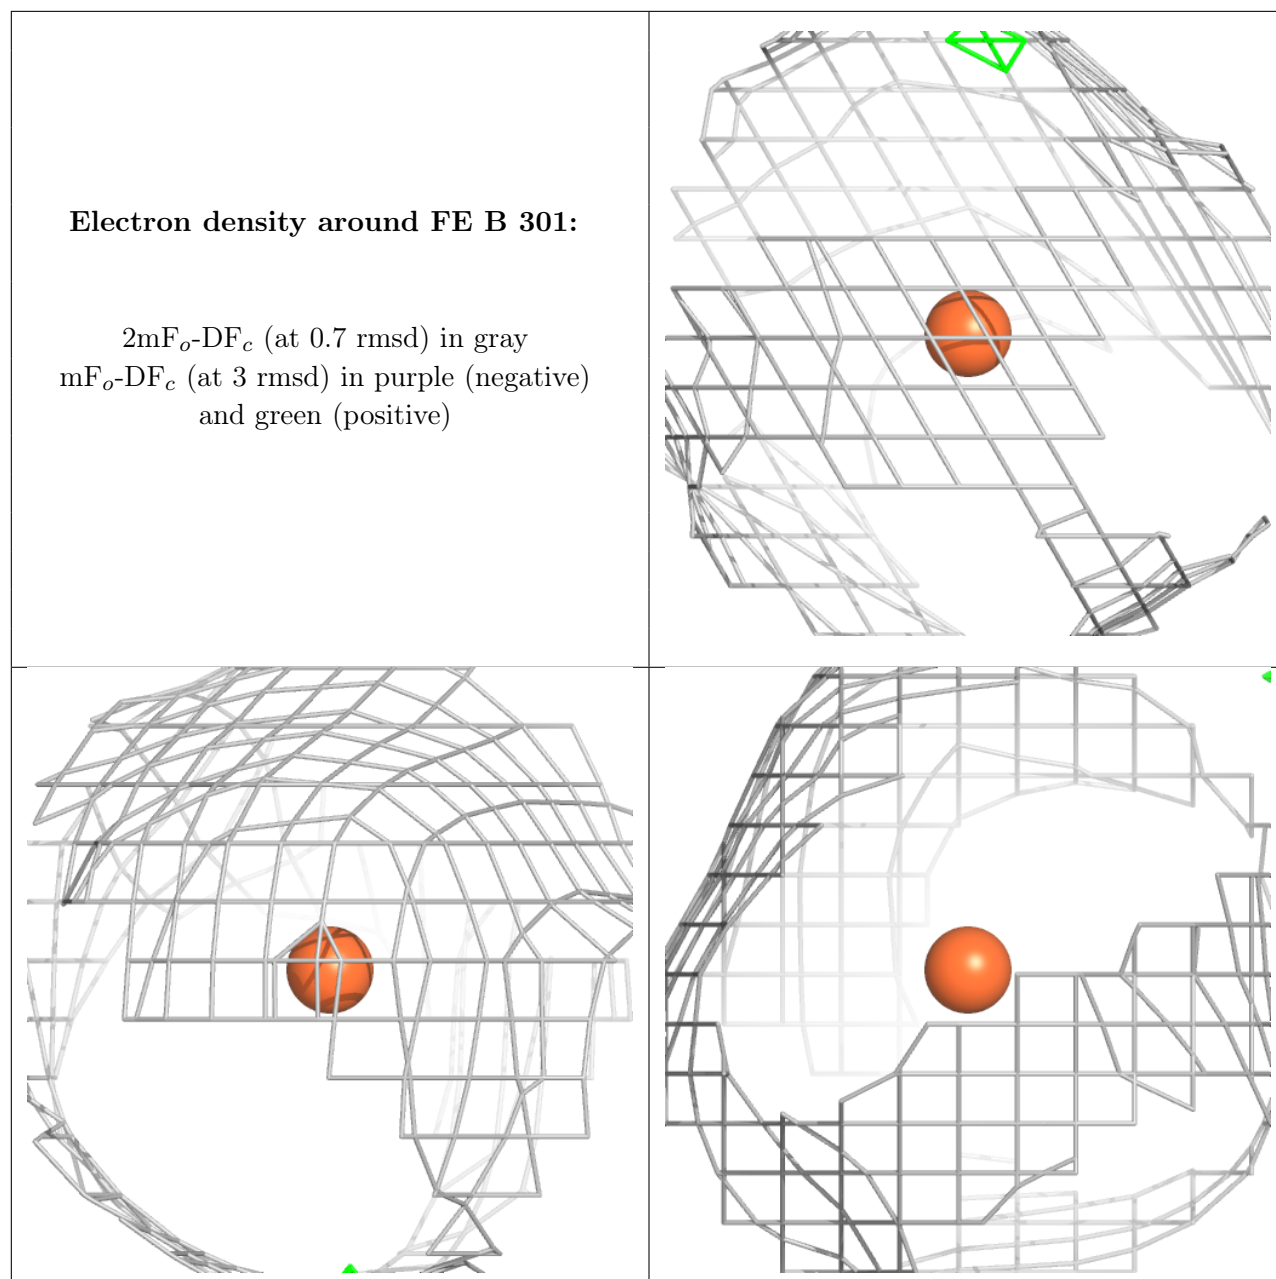 Electron density around FE B 301:
2mFo-DFc (at 0.7 rmsd) in gray
mFo-DFc (at 3 rmsd) in purple (negative)
and green (positive)